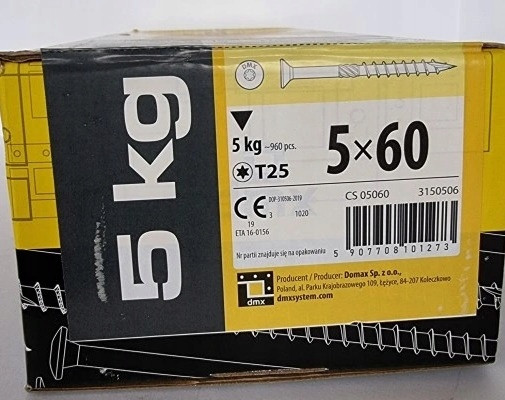 5 kg
DMX
5 kg ~960 pcs.
T25
5×60
CS 05060 3150506
DOP-310506-2019
CE 3 1020
19
ETA 16-0156
Nr partii znajduje się na opakowaniu
5 907708 101273
Producent / Producer: Domax Sp. z o.o.,
Poland, al. Parku Krajobrazowego 109, Łężyce, 84-207 Koleczkowo
dmxsystem.com
dmx